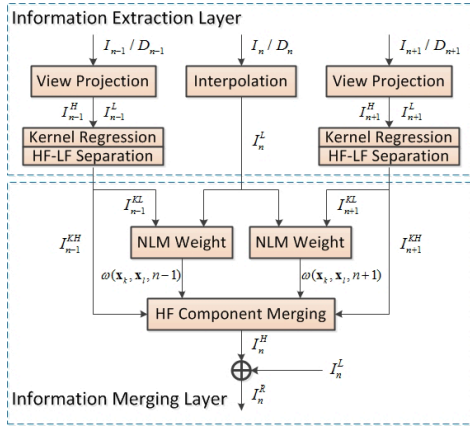 Information Extraction Layer
I_{n-1} / D_{n-1} I_n / D_n I_{n+1} / D_{n+1}
View Projection Interpolation View Projection
I_{n-1}^H I_{n-1}^L I_n^L I_{n+1}^H I_{n+1}^L
Kernel Regression Kernel Regression
HF-LF Separation HF-LF Separation
I_{n-1}^{KL} I_{n+1}^{KL}
I_{n-1}^{KH} NLM Weight NLM Weight I_{n+1}^{KH}
ω(x_k, x_l, n−1) ω(x_k, x_l, n+1)
HF Component Merging
I_n^H
I_n^L
I_n^R
Information Merging Layer